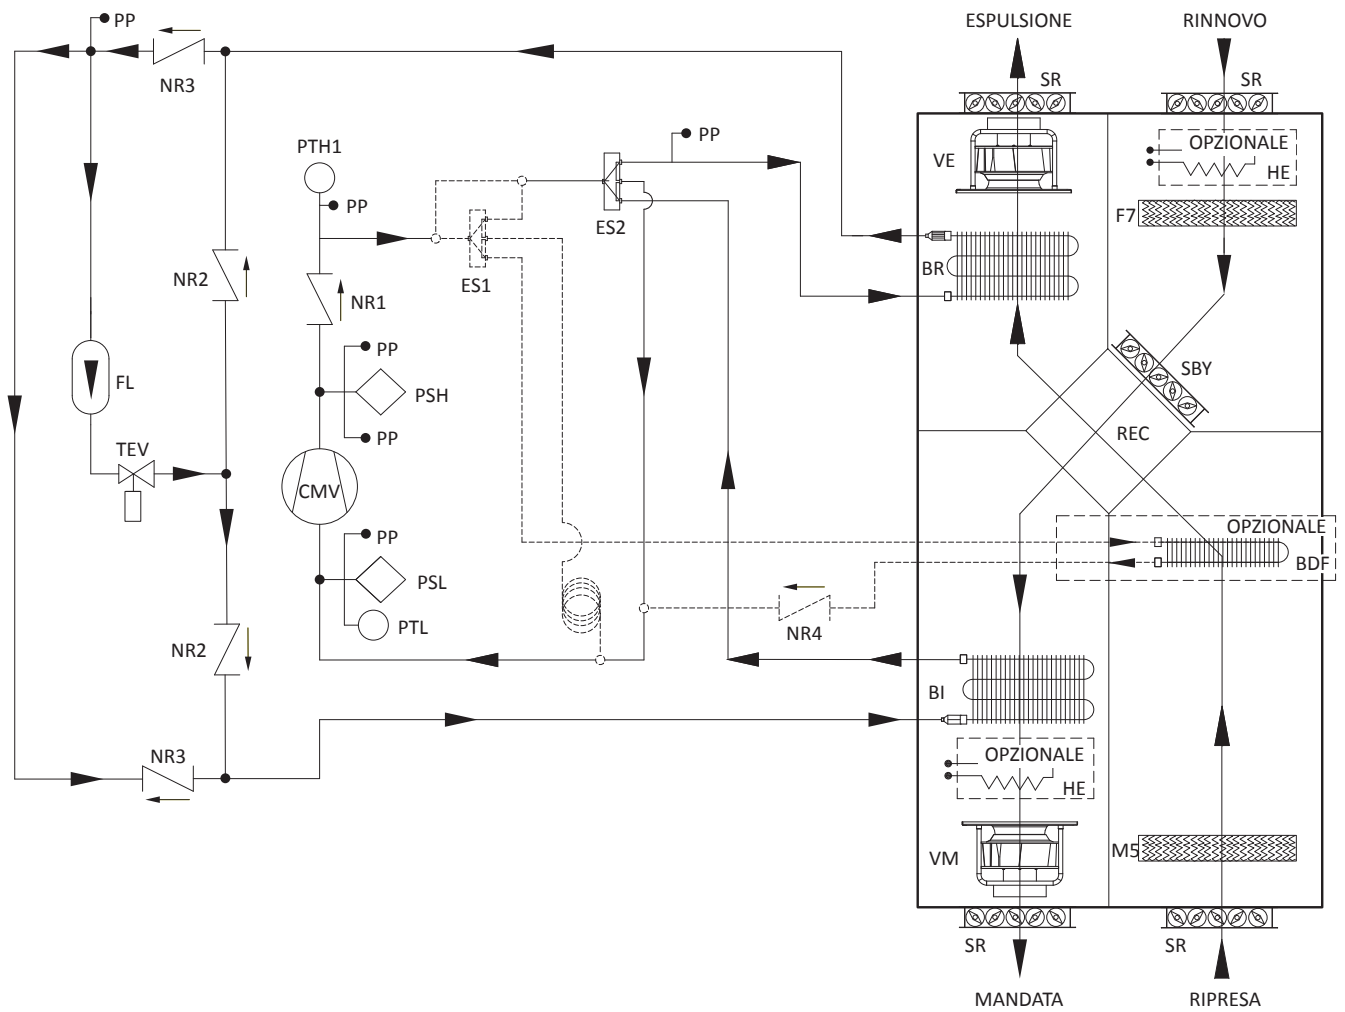 ESPULSIONE
RINNOVO
PP
SR
SR
NR3
PTH1
PP
VE
OPZIONALE
HE
PP
F7
ES2
NR2
ES1
BR
NR1
PP
SBY
FL
PSH
PP
REC
TEV
CMV
PP
OPZIONALE
BDF
PSL
PTL
NR4
NR2
BI
NR3
OPZIONALE
HE
VM
M5
SR
SR
MANDATA
RIPRESA